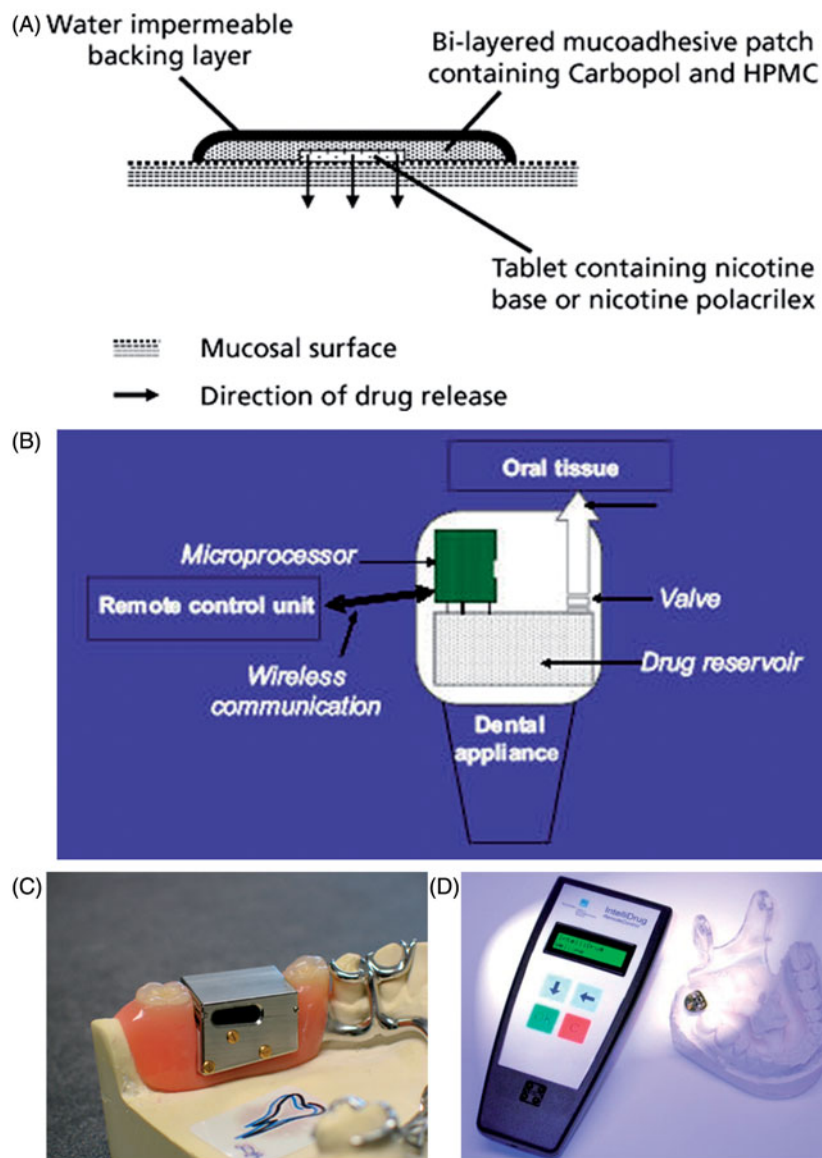 (A)
Water impermeable
backing layer
Bi-layered mucoadhesive patch
containing Carbopol and HPMC
Tablet containing nicotine
base or nicotine polacrilex
Mucosal surface
Direction of drug release
(B)
Oral tissue
Microprocessor
Remote control unit
Valve
Wireless
communication
Drug reservoir
Dental
appliance
(C)
(D)
IntelliDrug